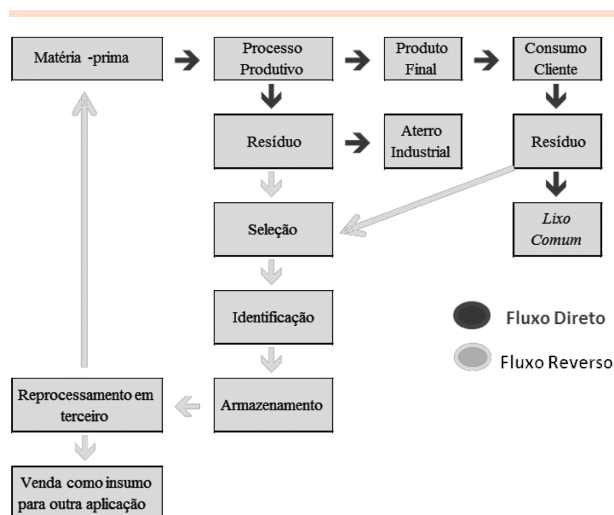 Matéria -prima
Processo
Produtivo
Produto
Final
Consumo
Cliente
Resíduo
Aterro
Industrial
Resíduo
Seleção
Lixo
Comum
Identificação
Fluxo Direto
Fluxo Reverso
Reprocessamento em
terceiro
Armazenamento
Venda como insumo
para outra aplicação